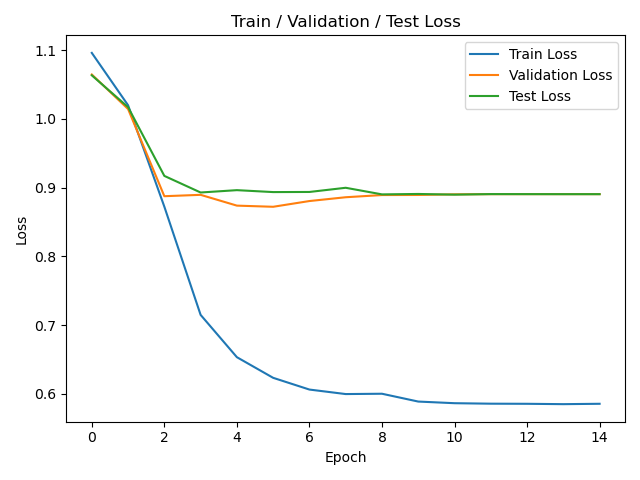 Train / Validation / Test Loss
Train Loss
Validation Loss
Test Loss
1.1
1.0
0.9
0.8
0.7
0.6
Loss
0 2 4 6 8 10 12 14
Epoch